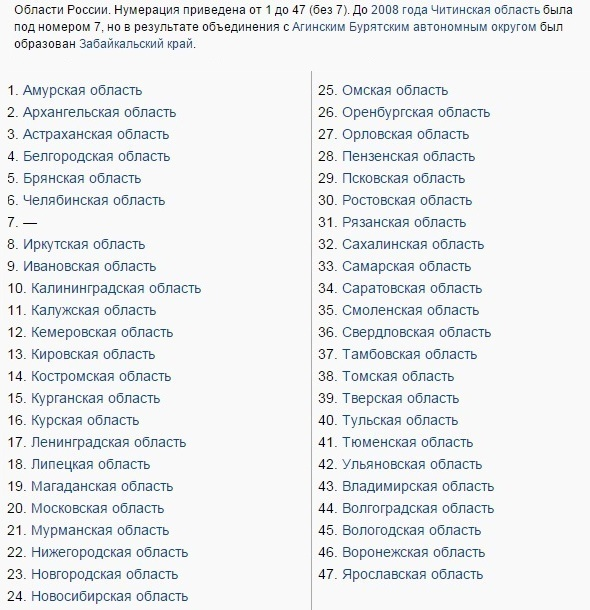 Области России. Нумерация приведена от 1 до 47 (без 7). До 2008 года Читинская область была
под номером 7, но в результате объединения с Агинским Бурятским автономным округом был
образован Забайкальский край.
1. Амурская область
2. Архангельская область
3. Астраханская область
4. Белгородская область
5. Брянская область
6. Челябинская область
7. —
8. Иркутская область
9. Ивановская область
10. Калининградская область
11. Калужская область
12. Кемеровская область
13. Кировская область
14. Костромская область
15. Курганская область
16. Курская область
17. Ленинградская область
18. Липецкая область
19. Магаданская область
20. Московская область
21. Мурманская область
22. Нижегородская область
23. Новгородская область
24. Новосибирская область
25. Омская область
26. Оренбургская область
27. Орловская область
28. Пензенская область
29. Псковская область
30. Ростовская область
31. Рязанская область
32. Сахалинская область
33. Самарская область
34. Саратовская область
35. Смоленская область
36. Свердловская область
37. Тамбовская область
38. Томская область
39. Тверская область
40. Тульская область
41. Тюменская область
42. Ульяновская область
43. Владимирская область
44. Волгоградская область
45. Вологодская область
46. Воронежская область
47. Ярославская область